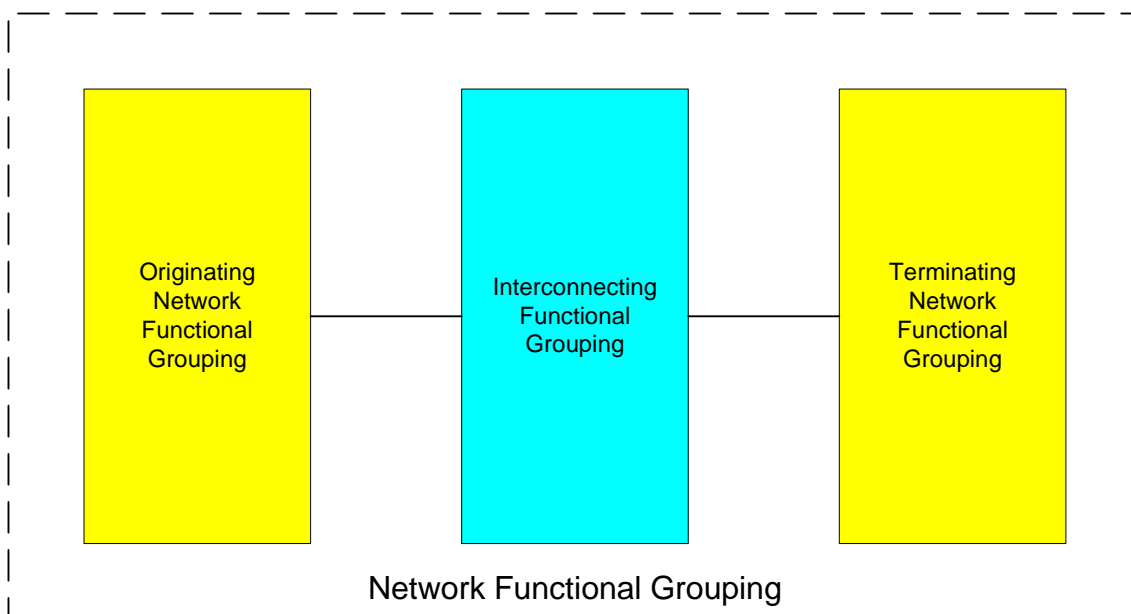 Originating
Network
Functional
Grouping
Interconnecting
Functional
Grouping
Terminating
Network
Functional
Grouping
Network Functional Grouping